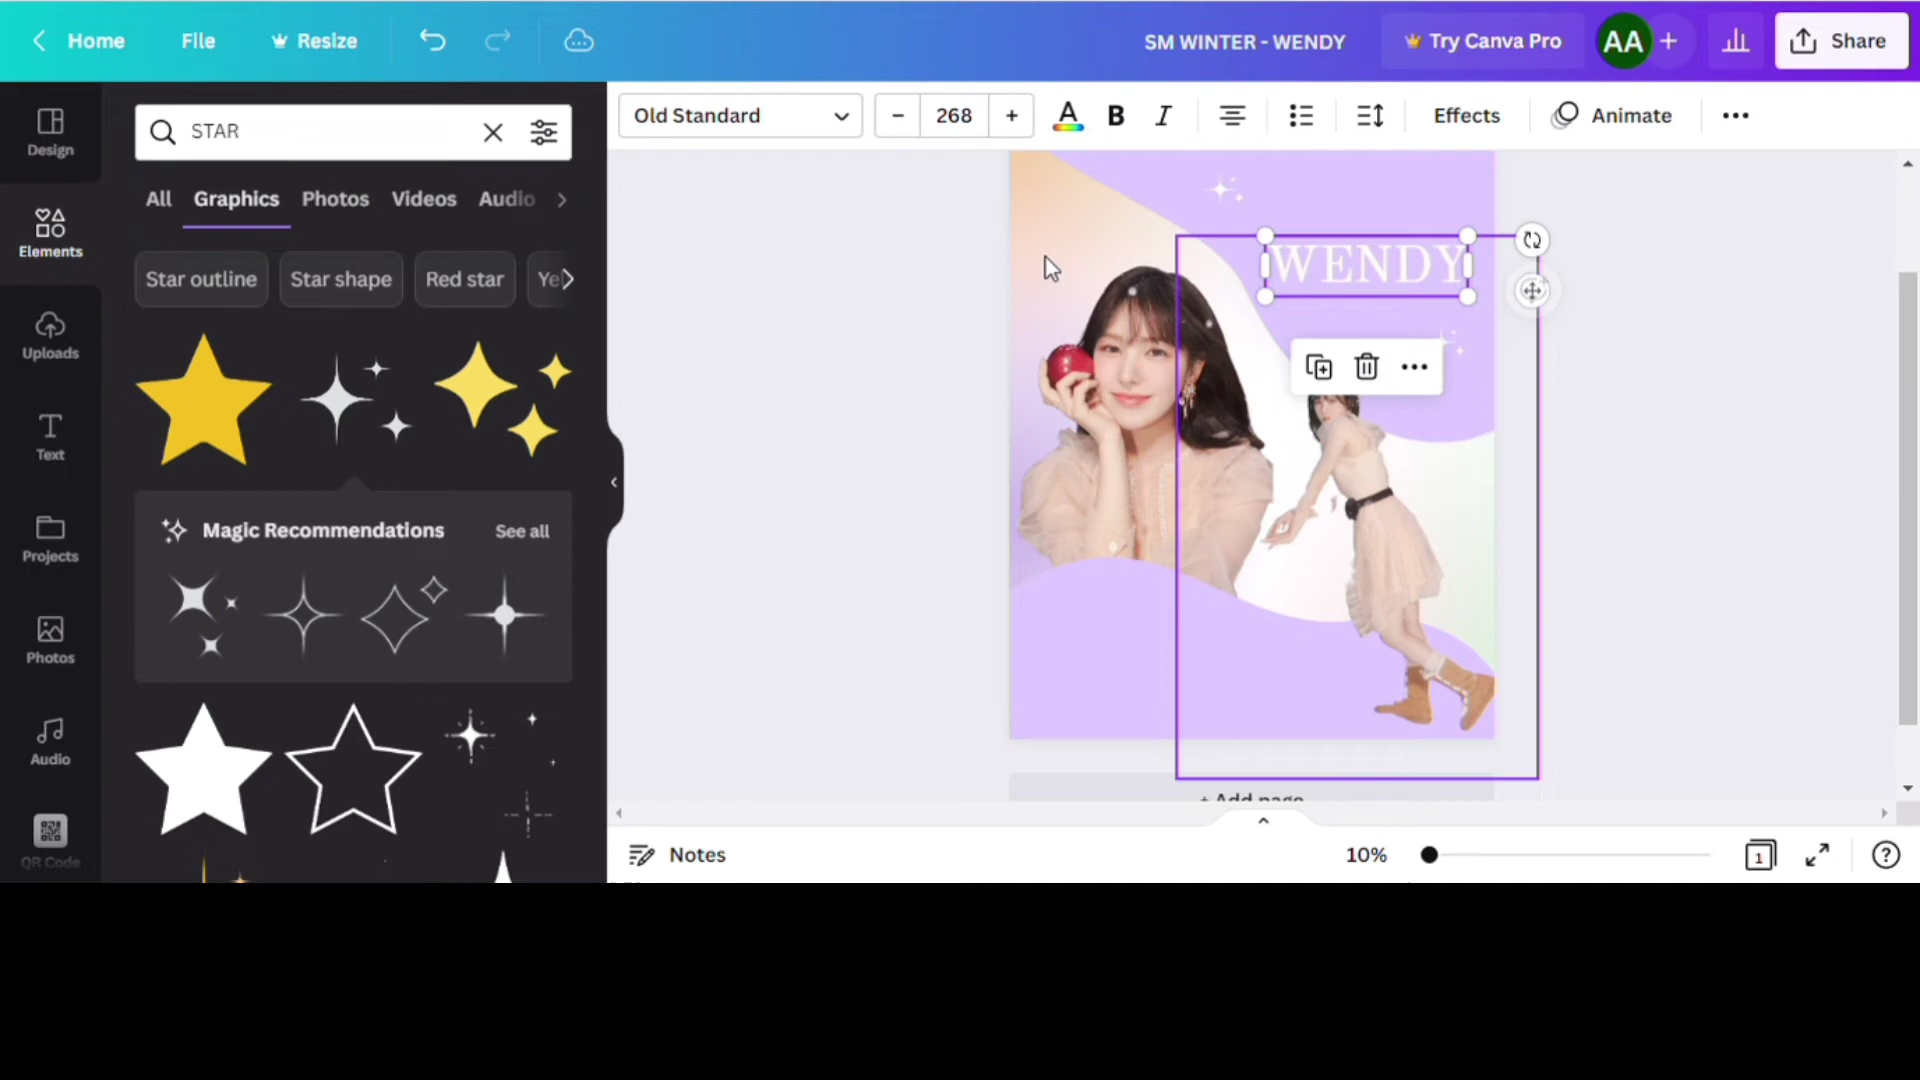 Home File Resize SM WINTER - WENDY Try Canva Pro AA Share
Design
Elements
Uploads
Text
Projects
Photos
Audio
QR Code
STAR
All Graphics Photos Videos Audio
Star outline Star shape Red star Ye
Magic Recommendations See all
Old Standard 268 A B I Effects Animate
WENDY
+ Add page
Notes 10% 1